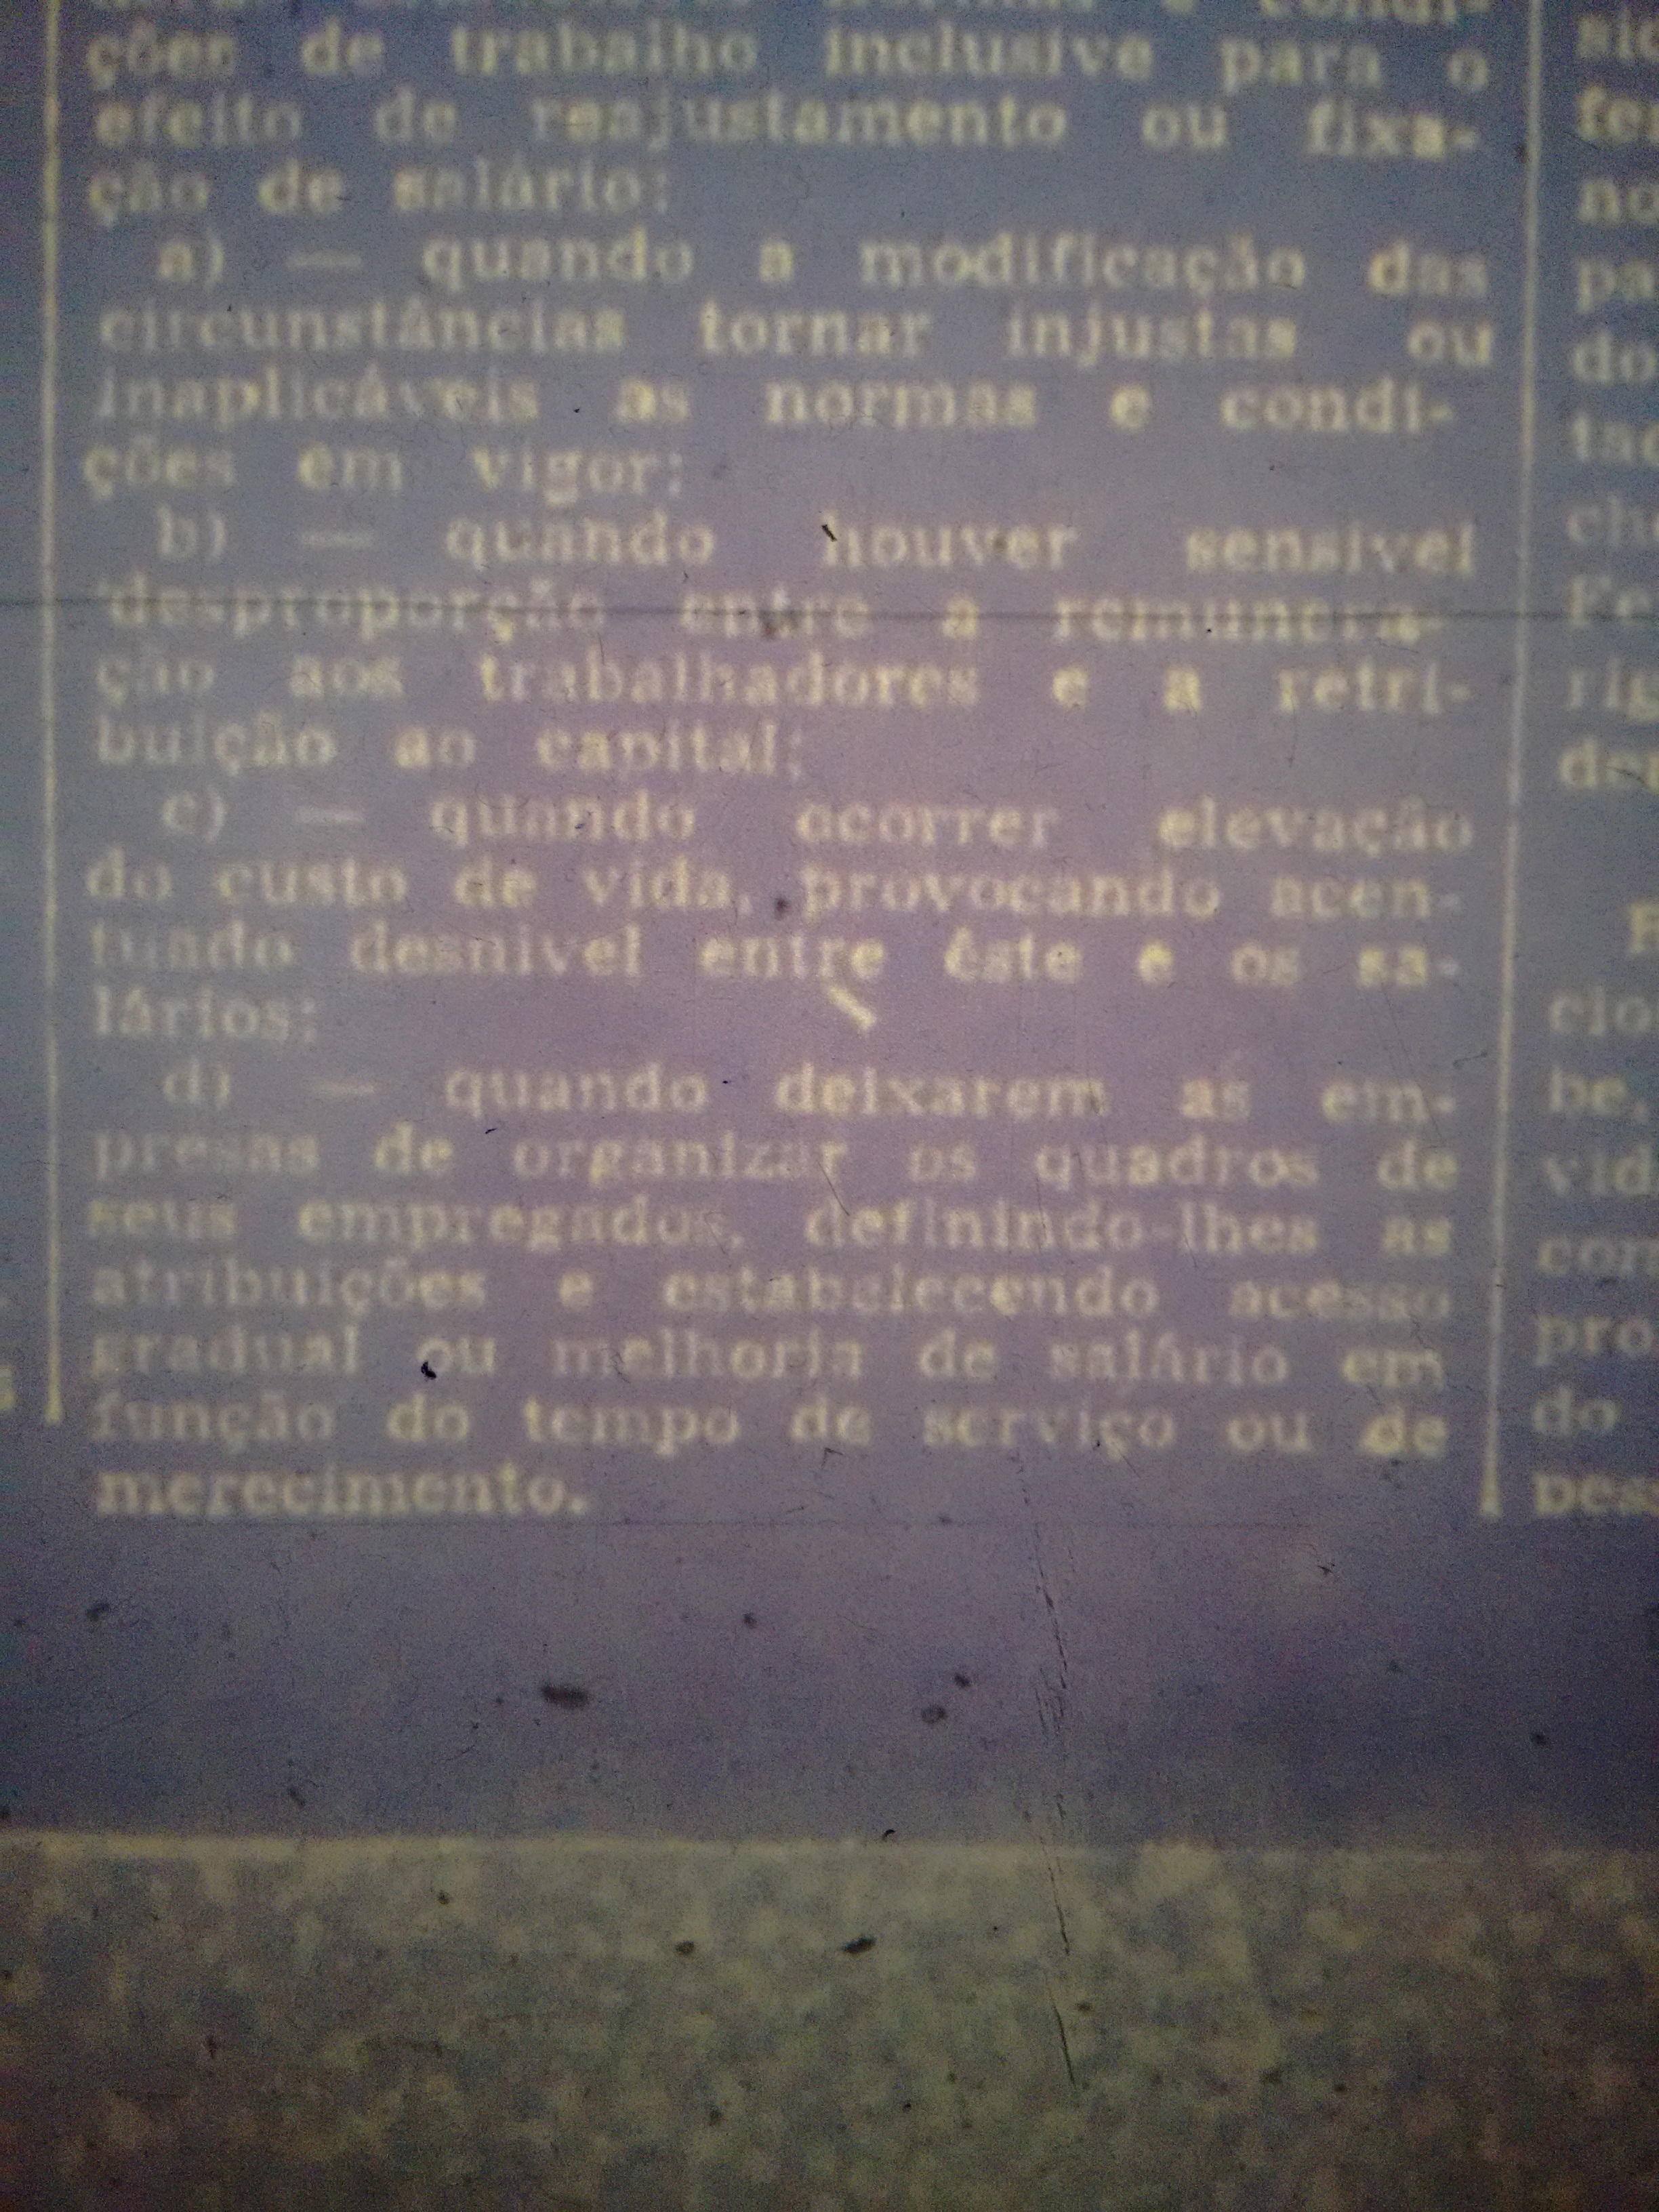 ções de trabalho inclusive para o
efeito de reajustamento ou fixa-
ção de salário:
a) — quando a modificação das
circunstâncias tornar injustas ou
inaplicáveis as normas e condi-
ções em vigor;
b) — quando houver sensivel
desproporção entre a remunera-
ção aos trabalhadores e a retri-
buição ao capital;
c) — quando ocorrer elevação
do custo de vida, provocando acen-
tuado desnivel entre êste e os sa-
lários;
d) — quando deixarem as em-
presas de organizar os quadros de
seus empregados, definindo-lhes as
atribuições e estabelecendo acesso
gradual ou melhoria de salário em
função do tempo de serviço ou de
merecimento.